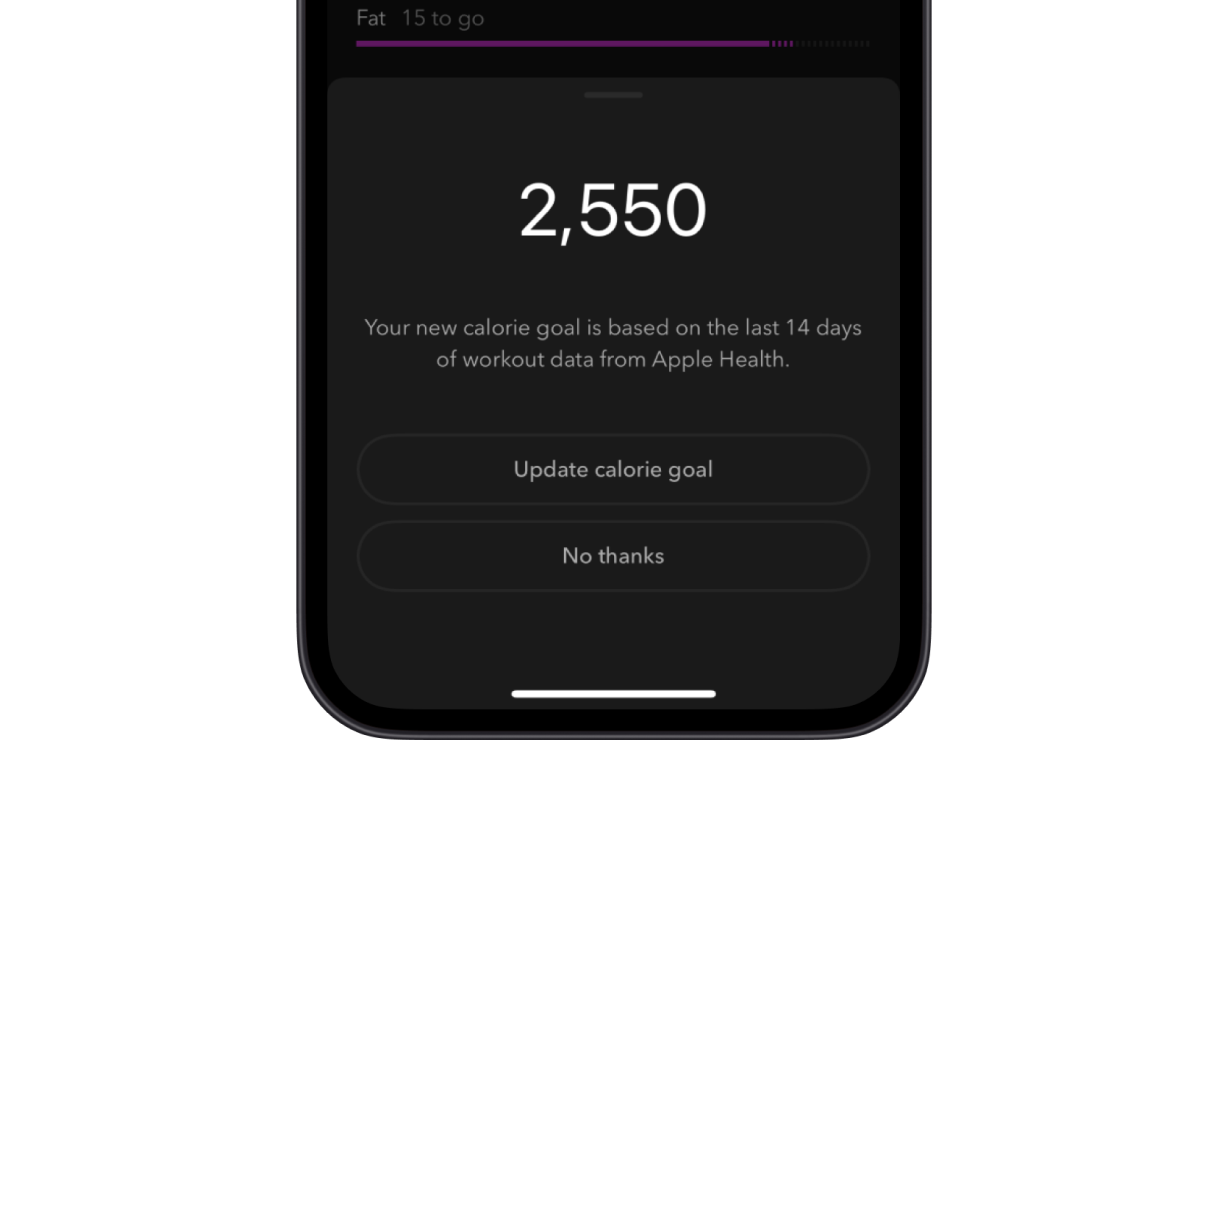 Fat 15 to go
2,550
Your new calorie goal is based on the last 14 days
of workout data from Apple Health.
Update calorie goal
No thanks